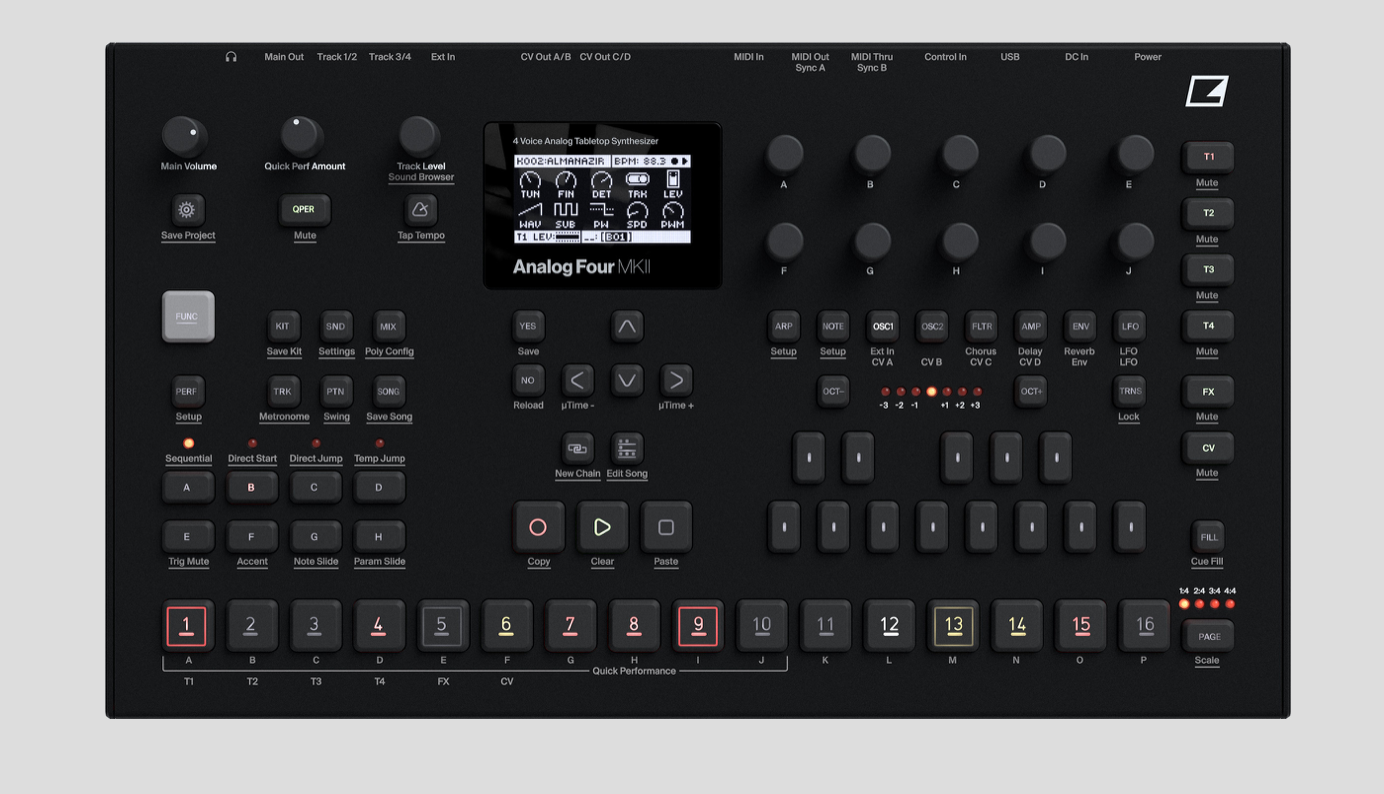 Main Out Track 1/2 Track 3/4 Ext In CV Out A/B CV Out C/D MIDI In MIDI Out MIDI Thru Control In USB DC In Power
Sync A Sync B
4 Voice Analog Tabletop Synthesizer
K002:ALMANAZIR BPM: 88.3
TUN FIN DET TRK LEV
WAV SUB PW SPD PWM
T1 LEV: --: [B01]
Analog Four MKII
Main Volume Quick Perf Amount Track Level
Sound Browser
QPER
Save Project Mute Tap Tempo
A B C D E
F G H I J
T1
Mute
T2
Mute
T3
Mute
T4
Mute
FX
Mute
CV
Mute
FUNC
KIT SND MIX
Save Kit Settings Poly Config
PERF TRK PTN SONG
Setup Metronome Swing Save Song
YES
Save
NO
Reload µTime - µTime +
ARP NOTE OSC1 OSC2 FLTR AMP ENV LFO
Setup Setup Ext In Chorus Delay Reverb LFO
CV A CV B CV C CV D Env LFO
OCT- OCT+ TRNS
-3 -2 -1 +1 +2 +3
Lock
Sequential Direct Start Direct Jump Temp Jump
A B C D
E F G H
Trig Mute Accent Note Slide Param Slide
New Chain Edit Song
Copy Clear Paste
FILL
Cue Fill
1:4 2:4 3:4 4:4
PAGE
Scale
1 2 3 4 5 6 7 8 9 10 11 12 13 14 15 16
A B C D E F G H I J K L M N O P
Quick Performance
T1 T2 T3 T4 FX CV